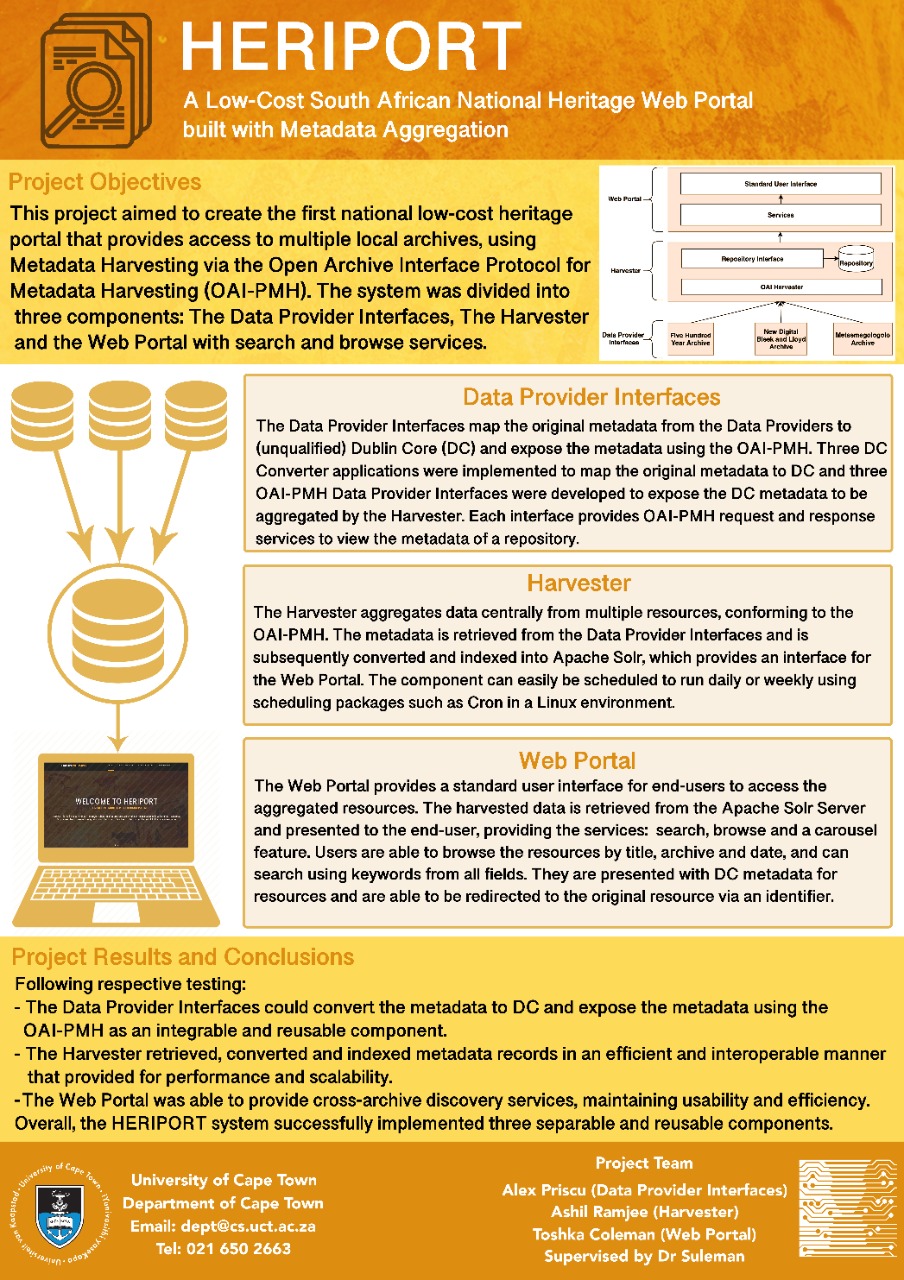 HERIPORT
A Low-Cost South African National Heritage Web Portal
built with Metadata Aggregation
Project Objectives
This project aimed to create the first national low-cost heritage
portal that provides access to multiple local archives, using
Metadata Harvesting via the Open Archive Interface Protocol for
Metadata Harvesting (OAI-PMH). The system was divided into
three components: The Data Provider Interfaces, The Harvester
and the Web Portal with search and browse services.
Web Portal
Standard User Interface
Services
Harvester
Repository Interface
Repository
OAI Harvester
Data Provider
Interfaces
Five Hundred
Year Archive
New Digital
Bleek and Lloyd
Archive
Metsemegologolo
Archive
Data Provider Interfaces
The Data Provider Interfaces map the original metadata from the Data Providers to
(unqualified) Dublin Core (DC) and expose the metadata using the OAI-PMH. Three DC
Converter applications were implemented to map the original metadata to DC and three
OAI-PMH Data Provider Interfaces were developed to expose the DC metadata to be
aggregated by the Harvester. Each interface provides OAI-PMH request and response
services to view the metadata of a repository.
Harvester
The Harvester aggregates data centrally from multiple resources, conforming to the
OAI-PMH. The metadata is retrieved from the Data Provider Interfaces and is
subsequently converted and indexed into Apache Solr, which provides an interface for
the Web Portal. The component can easily be scheduled to run daily or weekly using
scheduling packages such as Cron in a Linux environment.
WELCOME TO HERIPORT
Web Portal
The Web Portal provides a standard user interface for end-users to access the
aggregated resources. The harvested data is retrieved from the Apache Solr Server
and presented to the end-user, providing the services:  search, browse and a carousel
feature. Users are able to browse the resources by title, archive and date, and can
search using keywords from all fields. They are presented with DC metadata for
resources and are able to be redirected to the original resource via an identifier.
Project Results and Conclusions
Following respective testing:
- The Data Provider Interfaces could convert the metadata to DC and expose the metadata using the
OAI-PMH as an integrable and reusable component.
- The Harvester retrieved, converted and indexed metadata records in an efficient and interoperable manner
that provided for performance and scalability.
-The Web Portal was able to provide cross-archive discovery services, maintaining usability and efficiency.
Overall, the HERIPORT system successfully implemented three separable and reusable components.
University of Cape Town · IYunivesithi yaseKapa · Universiteit van Kaapstad
University of Cape Town
Department of Cape Town
Email: dept@cs.uct.ac.za
Tel: 021 650 2663
Project Team
Alex Priscu (Data Provider Interfaces)
Ashil Ramjee (Harvester)
Toshka Coleman (Web Portal)
Supervised by Dr Suleman